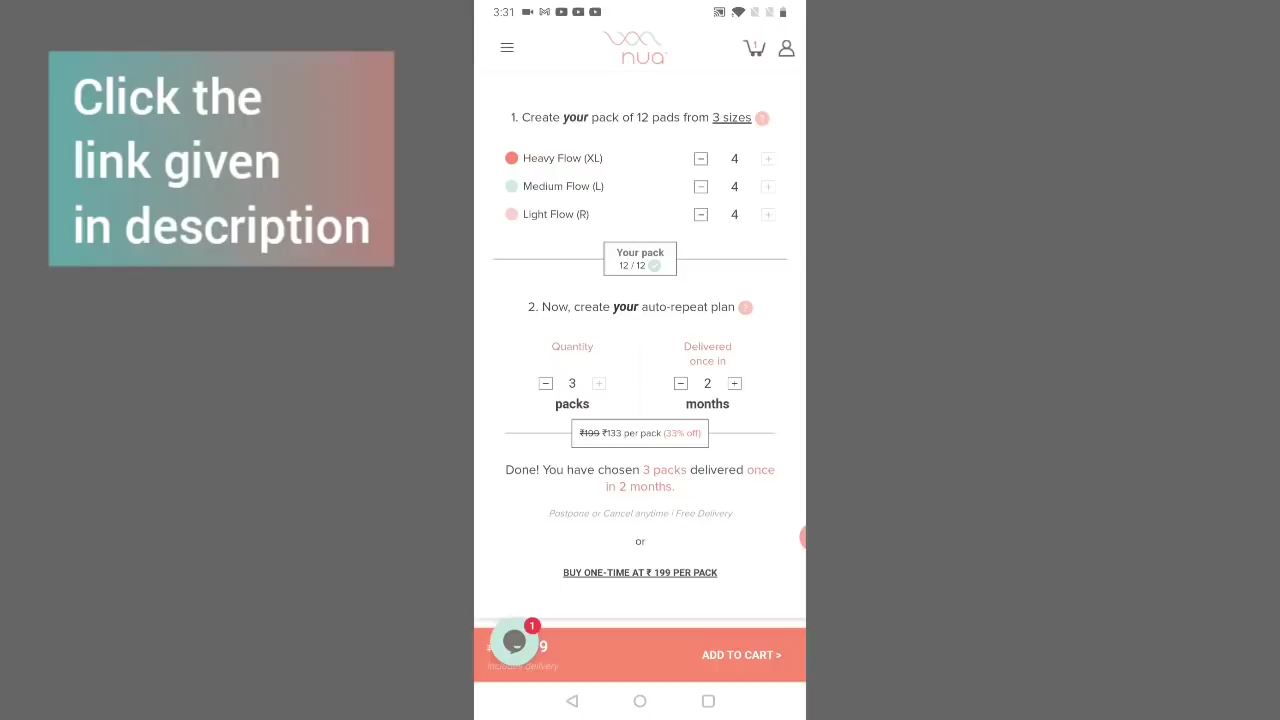 Click the
link given
in description
3:31
nua
1
1. Create your pack of 12 pads from 3 sizes ?
Heavy Flow (XL) − 4 +
Medium Flow (L) − 4 +
Light Flow (R) − 4 +
Your pack
12 / 12
2. Now, create your auto-repeat plan ?
Quantity
− 3 +
packs
Delivered
once in
− 2 +
months
₹199 ₹133 per pack (33% off)
Done! You have chosen 3 packs delivered once
in 2 months.
Postpone or Cancel anytime | Free Delivery
or
BUY ONE-TIME AT ₹ 199 PER PACK
1
9
Includes delivery
ADD TO CART >